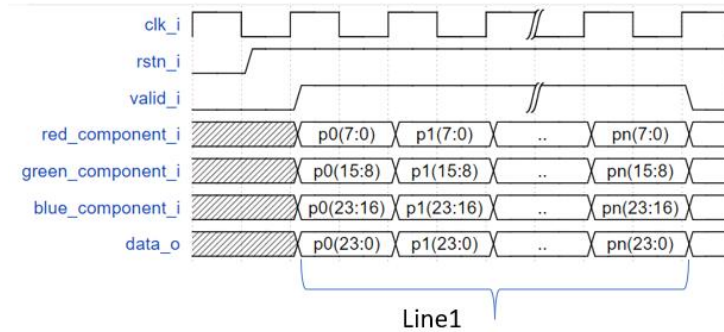 clk_i
rstn_i
valid_i
red_component_i p0(7:0) p1(7:0) .. pn(7:0)
green_component_i p0(15:8) p1(15:8) .. pn(15:8)
blue_component_i p0(23:16) p1(23:16) .. pn(23:16)
data_o p0(23:0) p1(23:0) .. pn(23:0)
Line1